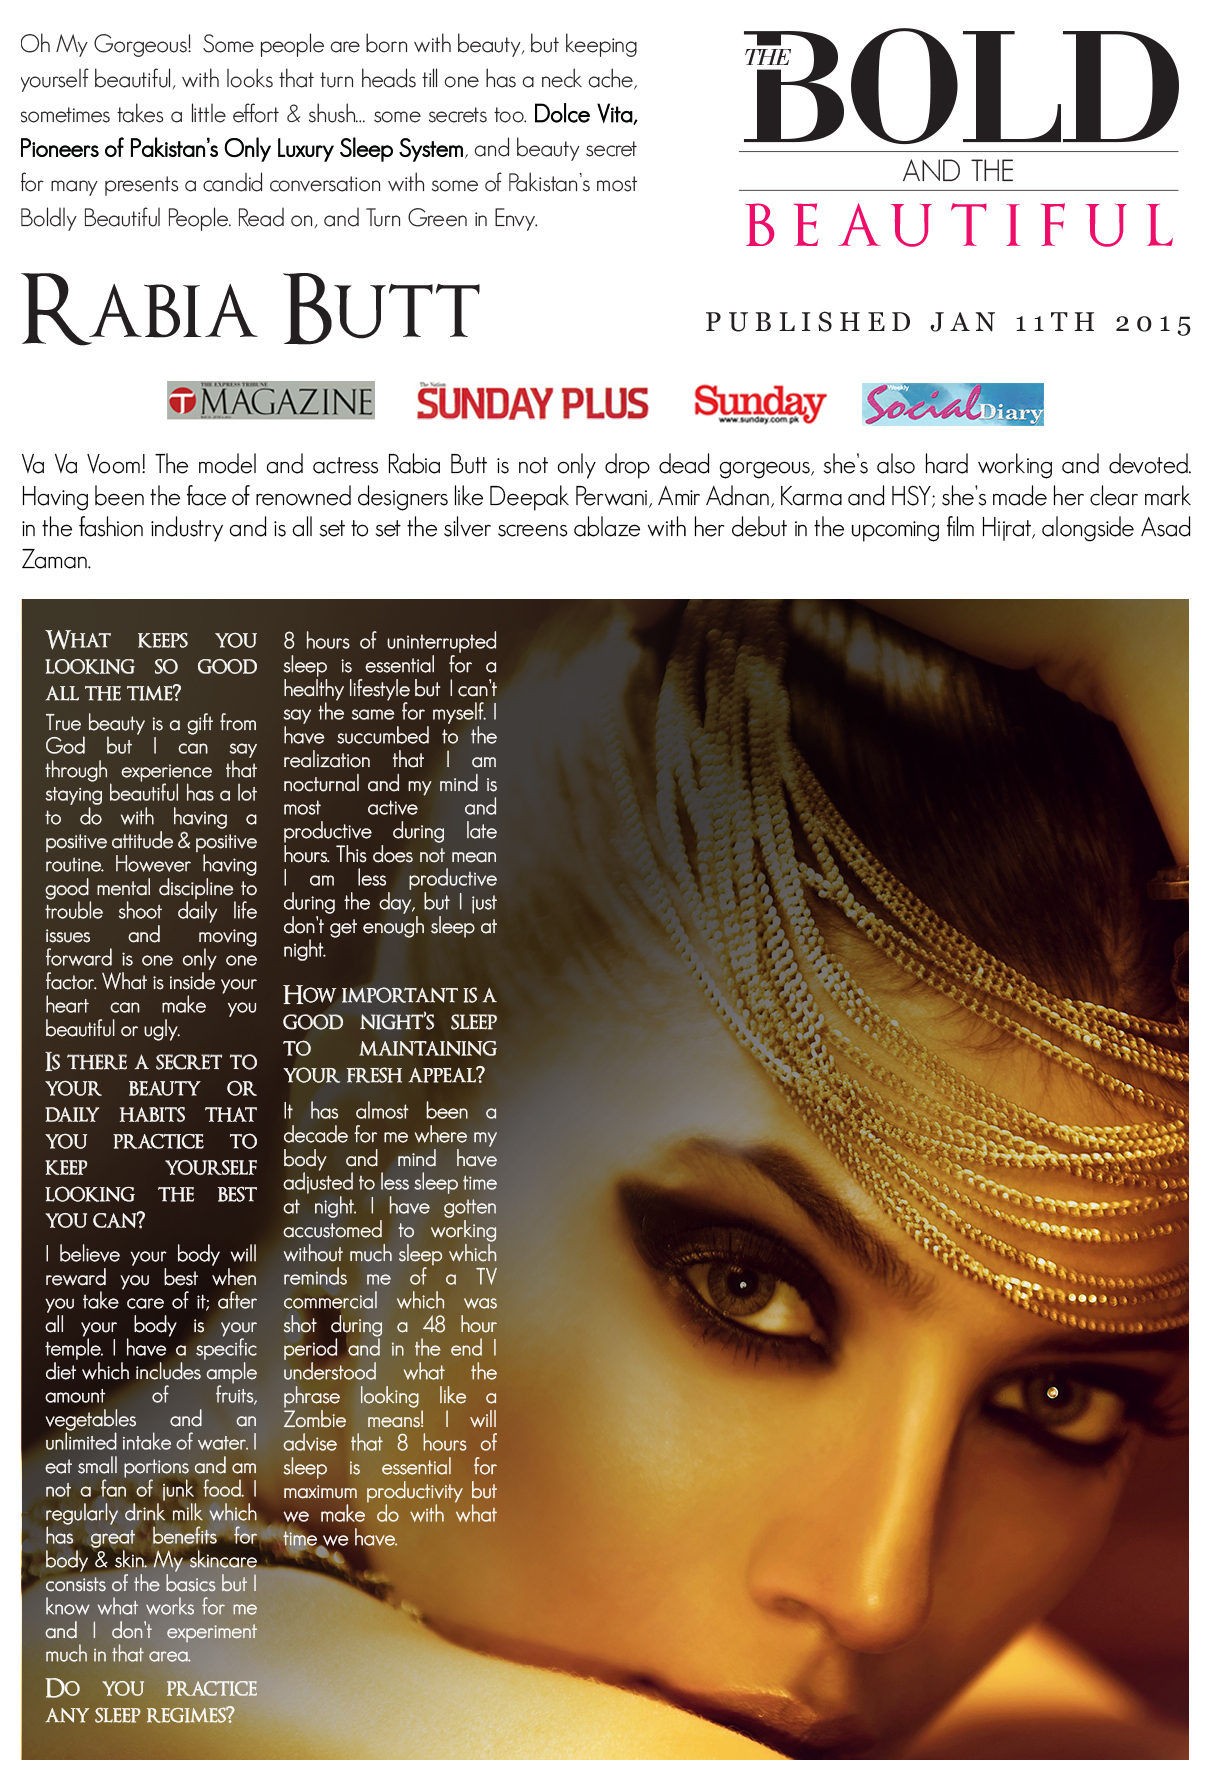 Oh My Gorgeous! Some people are born with beauty, but keeping
yourself beautiful, with looks that turn heads till one has a neck ache,
sometimes takes a little effort & shush... some secrets too. Dolce Vita,
Pioneers of Pakistan's Only Luxury Sleep System, and beauty secret
for many presents a candid conversation with some of Pakistan's most
Boldly Beautiful People. Read on, and Turn Green in Envy.
THE BOLD
AND THE
BEAUTIFUL
RABIA BUTT
PUBLISHED JAN 11TH 2015
THE EXPRESS TRIBUNE
T MAGAZINE
The Nation
SUNDAY PLUS
Sunday
www.sunday.com.pk
Weekly
Social Diary
Va Va Voom! The model and actress Rabia Butt is not only drop dead gorgeous, she's also hard working and devoted.
Having been the face of renowned designers like Deepak Perwani, Amir Adnan, Karma and HSY; she's made her clear mark
in the fashion industry and is all set to set the silver screens ablaze with her debut in the upcoming film Hijrat, alongside Asad
Zaman.
WHAT KEEPS YOU
LOOKING SO GOOD
ALL THE TIME?
True beauty is a gift from
God but I can say
through experience that
staying beautiful has a lot
to do with having a
positive attitude & positive
routine. However having
good mental discipline to
trouble shoot daily life
issues and moving
forward is one only one
factor. What is inside your
heart can make you
beautiful or ugly.
IS THERE A SECRET TO
YOUR BEAUTY OR
DAILY HABITS THAT
YOU PRACTICE TO
KEEP YOURSELF
LOOKING THE BEST
YOU CAN?
I believe your body will
reward you best when
you take care of it; after
all your body is your
temple. I have a specific
diet which includes ample
amount of fruits,
vegetables and an
unlimited intake of water. I
eat small portions and am
not a fan of junk food. I
regularly drink milk which
has great benefits for
body & skin. My skincare
consists of the basics but I
know what works for me
and I don't experiment
much in that area.
DO YOU PRACTICE
ANY SLEEP REGIMES?
8 hours of uninterrupted
sleep is essential for a
healthy lifestyle but I can't
say the same for myself. I
have succumbed to the
realization that I am
nocturnal and my mind is
most active and
productive during late
hours. This does not mean
I am less productive
during the day, but I just
don't get enough sleep at
night.
HOW IMPORTANT IS A
GOOD NIGHT'S SLEEP
TO MAINTAINING
YOUR FRESH APPEAL?
It has almost been a
decade for me where my
body and mind have
adjusted to less sleep time
at night. I have gotten
accustomed to working
without much sleep which
reminds me of a TV
commercial which was
shot during a 48 hour
period and in the end I
understood what the
phrase looking like a
Zombie means! I will
advise that 8 hours of
sleep is essential for
maximum productivity but
we make do with what
time we have.